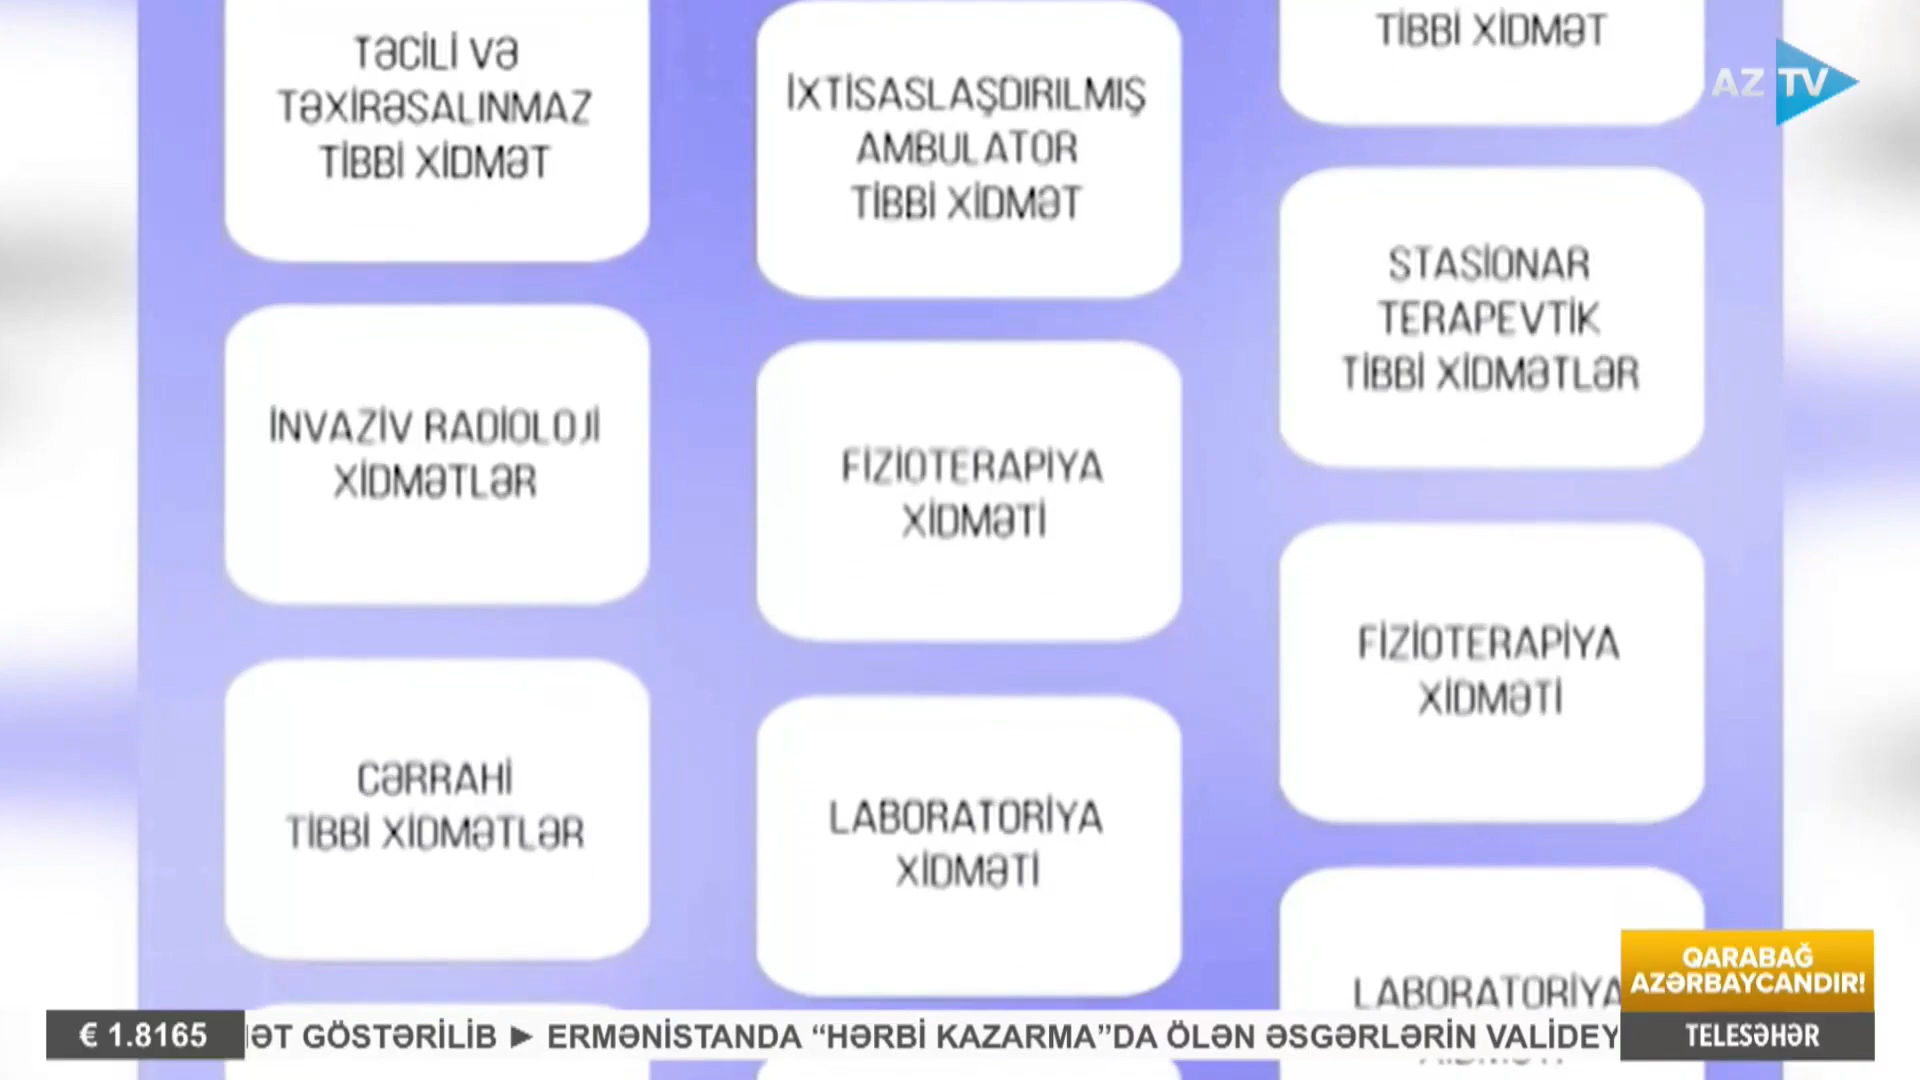 TƏCİLİ VƏ
TƏXİRƏSALINMAZ
TİBBİ XİDMƏT
İNVAZİV RADİOLOJİ
XİDMƏTLƏR
CƏRRAHİ
TİBBİ XİDMƏTLƏR
İXTİSASLAŞDIRILMIŞ
AMBULATOR
TİBBİ XİDMƏT
FİZİOTERAPİYA
XİDMƏTİ
LABORATORİYA
XİDMƏTİ
TİBBİ XİDMƏT
STASİONAR
TERAPEVTİK
TİBBİ XİDMƏTLƏR
FİZİOTERAPİYA
XİDMƏTİ
LABORATORİYA
AZTV
QARABAĞ
AZƏRBAYCANDIR!
TELESƏHƏR
€ 1.8165
GÖSTƏRİLİB ► ERMƏNİSTANDA “HƏRBİ KAZARMA”DA ÖLƏN ƏSGƏRLƏRİN VALİDEY